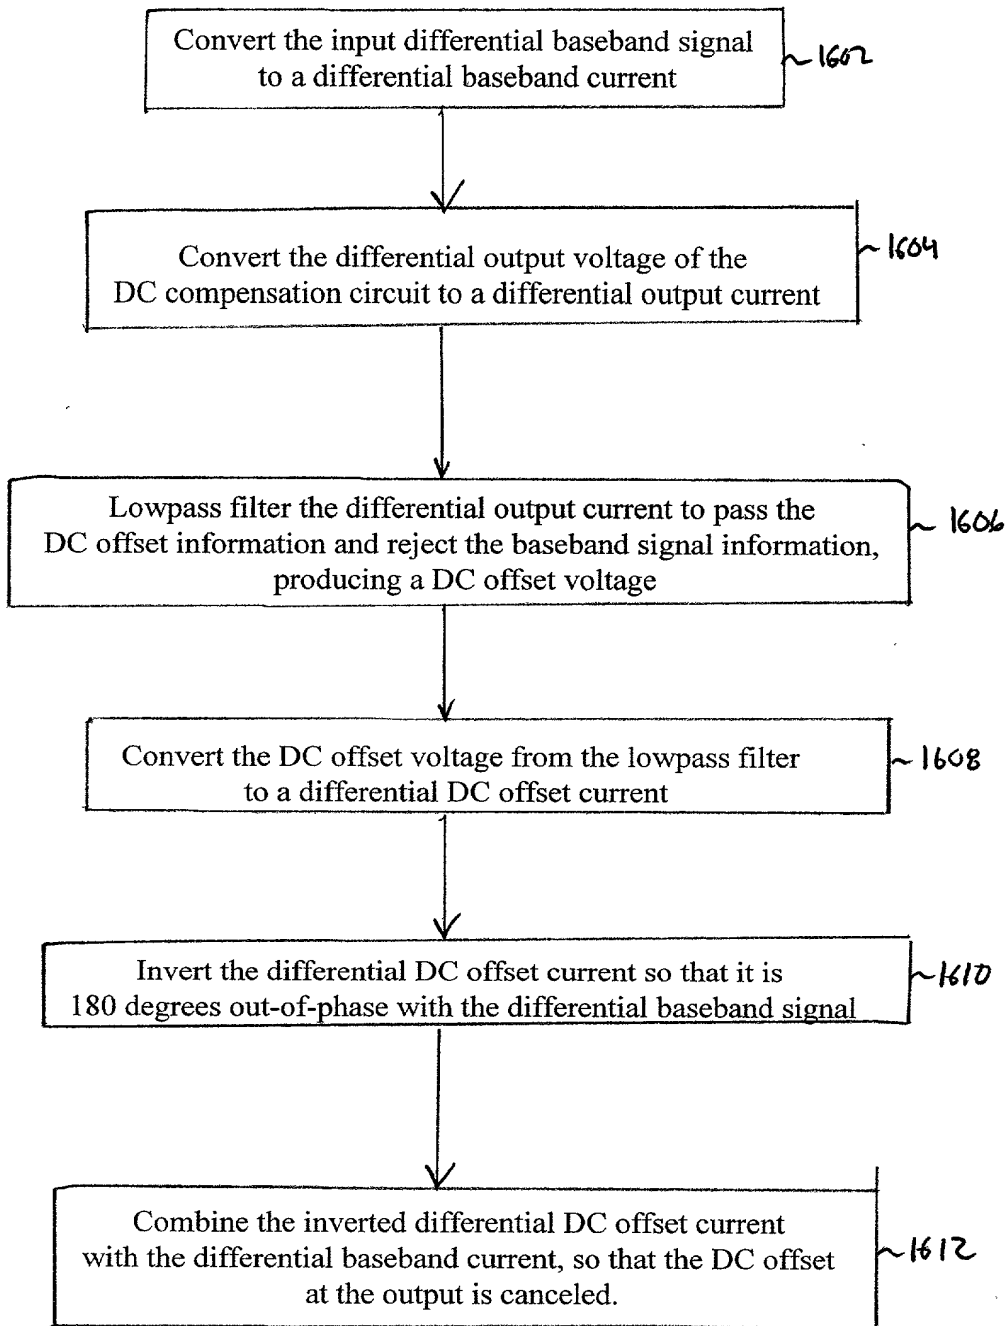 Convert the input differential baseband signal
to a differential baseband current
1602
Convert the differential output voltage of the
DC compensation circuit to a differential output current
1604
Lowpass filter the differential output current to pass the
DC offset information and reject the baseband signal information,
producing a DC offset voltage
1606
Convert the DC offset voltage from the lowpass filter
to a differential DC offset current
1608
Invert the differential DC offset current so that it is
180 degrees out-of-phase with the differential baseband signal
1610
Combine the inverted differential DC offset current
with the differential baseband current, so that the DC offset
at the output is canceled.
1612